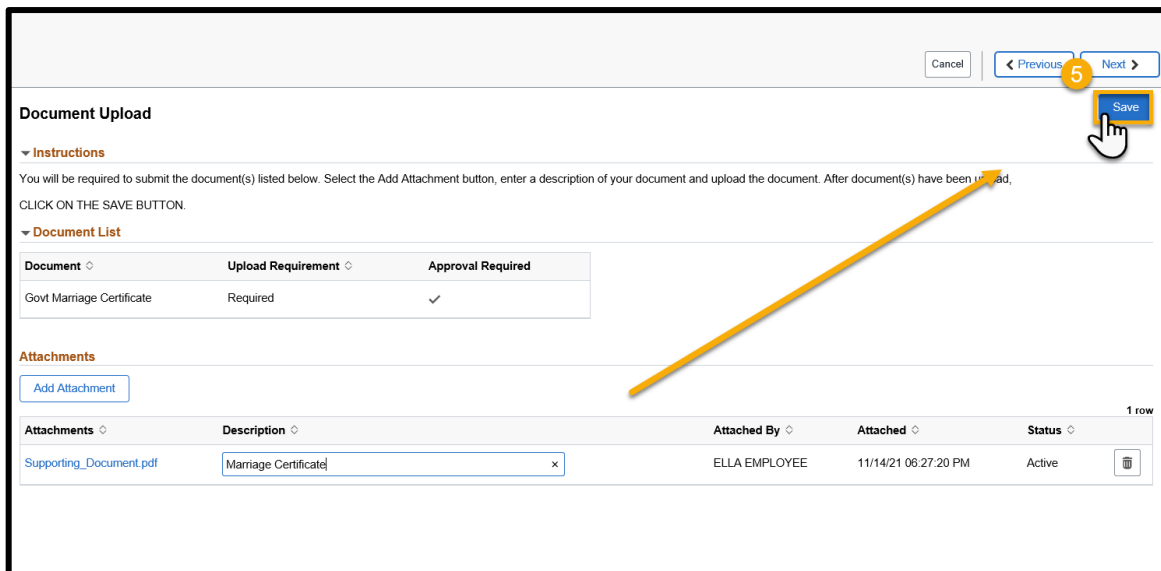 Cancel
Previous
Next
5
Document Upload
Save
Instructions
You will be required to submit the document(s) listed below. Select the Add Attachment button, enter a description of your document and upload the document. After document(s) have been upload,
CLICK ON THE SAVE BUTTON.
Document List
Document Upload Requirement Approval Required
Govt Marriage Certificate Required
Attachments
Add Attachment
1 row
Attachments Description Attached By Attached Status
Supporting_Document.pdf Marriage Certificate × ELLA EMPLOYEE 11/14/21 06:27:20 PM Active